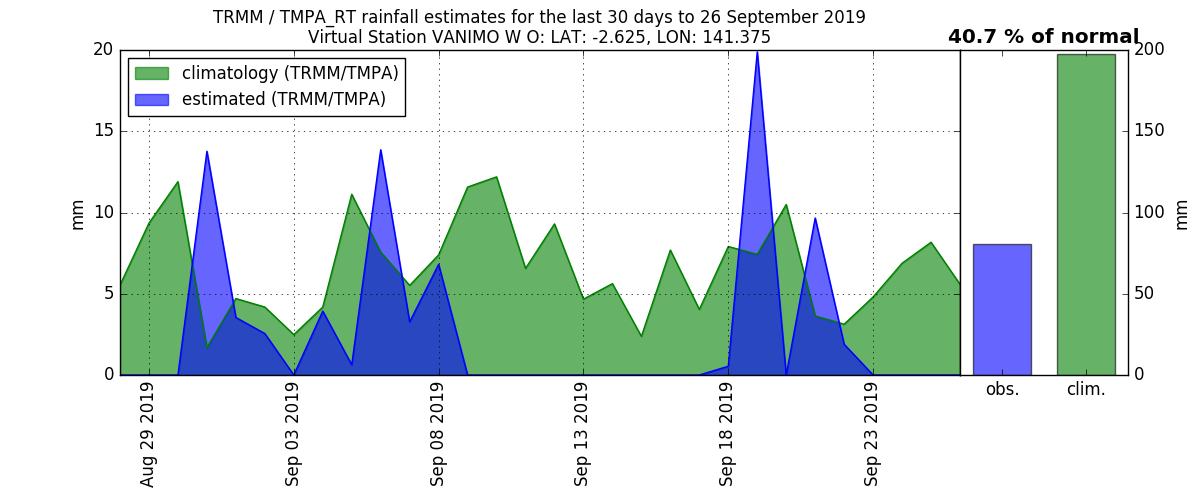 TRMM / TMPA_RT rainfall estimates for the last 30 days to 26 September 2019
Virtual Station VANIMO W O: LAT: -2.625, LON: 141.375
40.7 % of normal
climatology (TRMM/TMPA)
estimated (TRMM/TMPA)
20
15
10
5
0
mm
Aug 29 2019
Sep 03 2019
Sep 08 2019
Sep 13 2019
Sep 18 2019
Sep 23 2019
200
150
100
50
0
mm
obs.
clim.